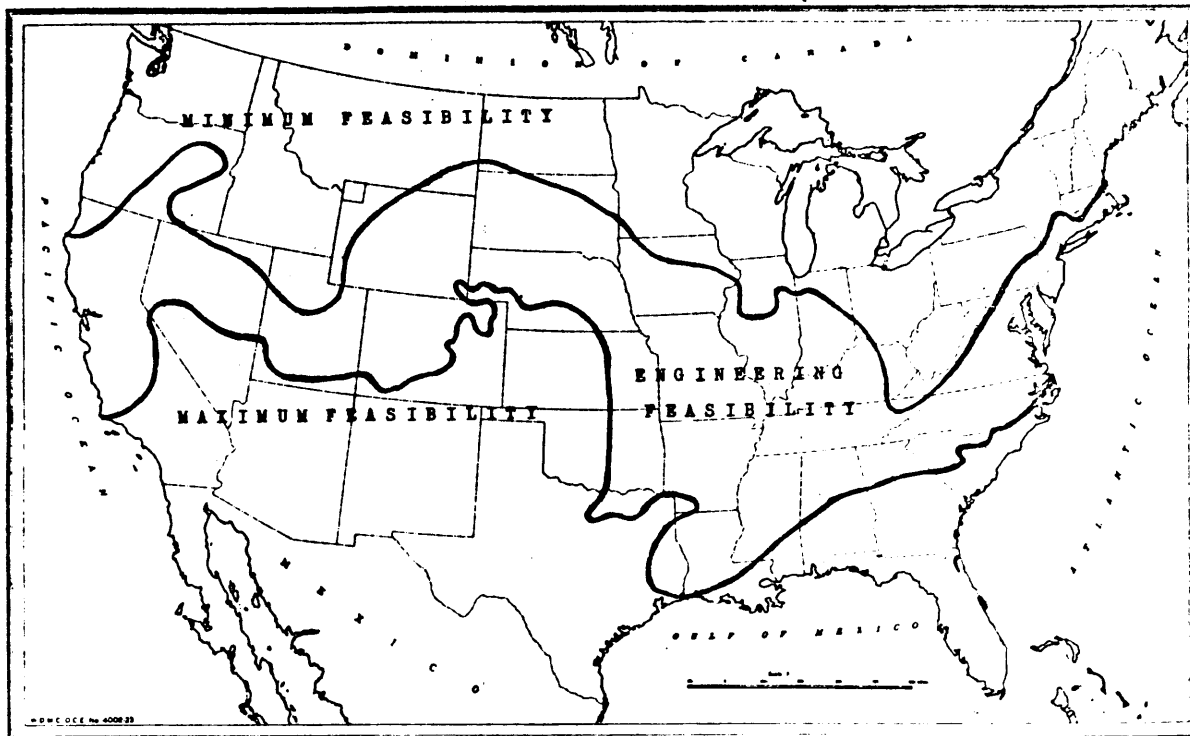 DOMINION OF CANADA
MINIMUM FEASIBILITY
PACIFIC OCEAN
ENGINEERING
FEASIBILITY
MAXIMUM FEASIBILITY
ATLANTIC OCEAN
MEXICO
GULF OF MEXICO